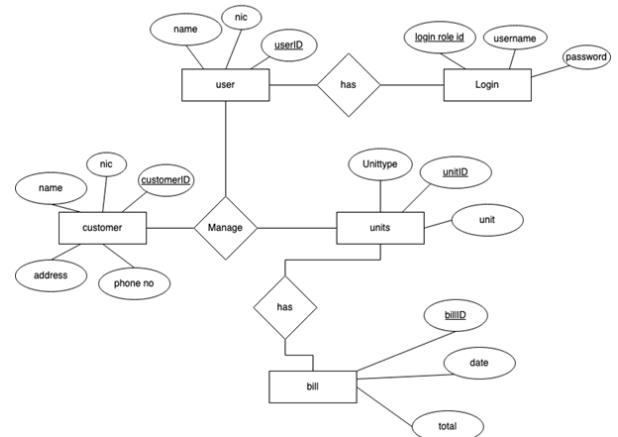 nic
name
userID
login role id
username
password
user
has
Login
Unittype
nic
unitID
customerID
name
unit
customer
Manage
units
address
phone no
has
billID
date
bill
total